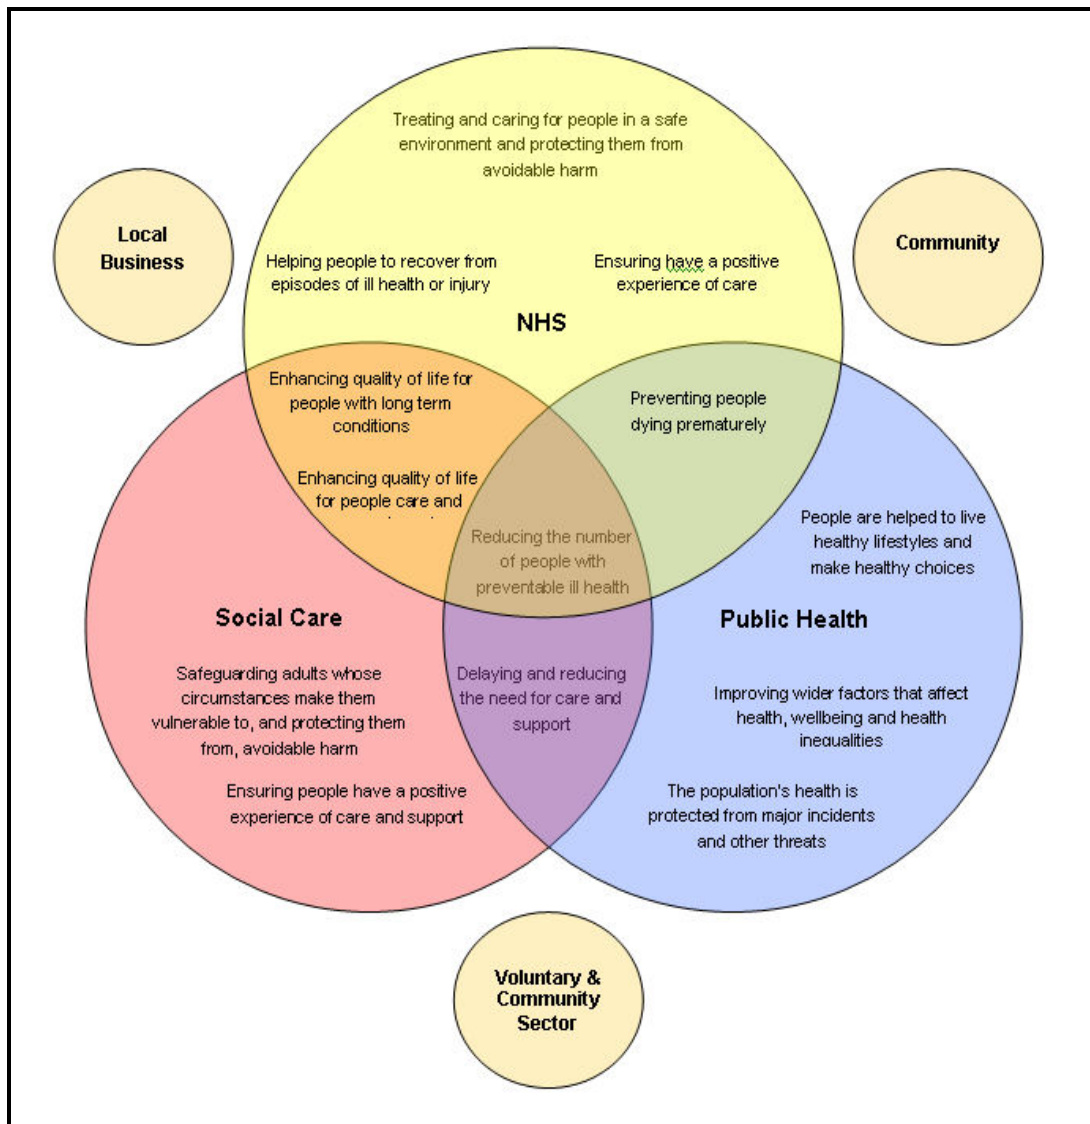 Treating and caring for people in a safe
environment and protecting them from
avoidable harm
Local
Business
Community
Helping people to recover from
episodes of ill health or injury
Ensuring have a positive
experience of care
NHS
Enhancing quality of life for
people with long term
conditions
Preventing people
dying prematurely
Enhancing quality of life
for people care and
Reducing the number
of people with
preventable ill health
People are helped to live
healthy lifestyles and
make healthy choices
Social Care
Public Health
Safeguarding adults whose
circumstances make them
vulnerable to, and protecting them
from, avoidable harm
Delaying and reducing
the need for care and
support
Improving wider factors that affect
health, wellbeing and health
inequalities
Ensuring people have a positive
experience of care and support
The population's health is
protected from major incidents
and other threats
Voluntary &
Community
Sector